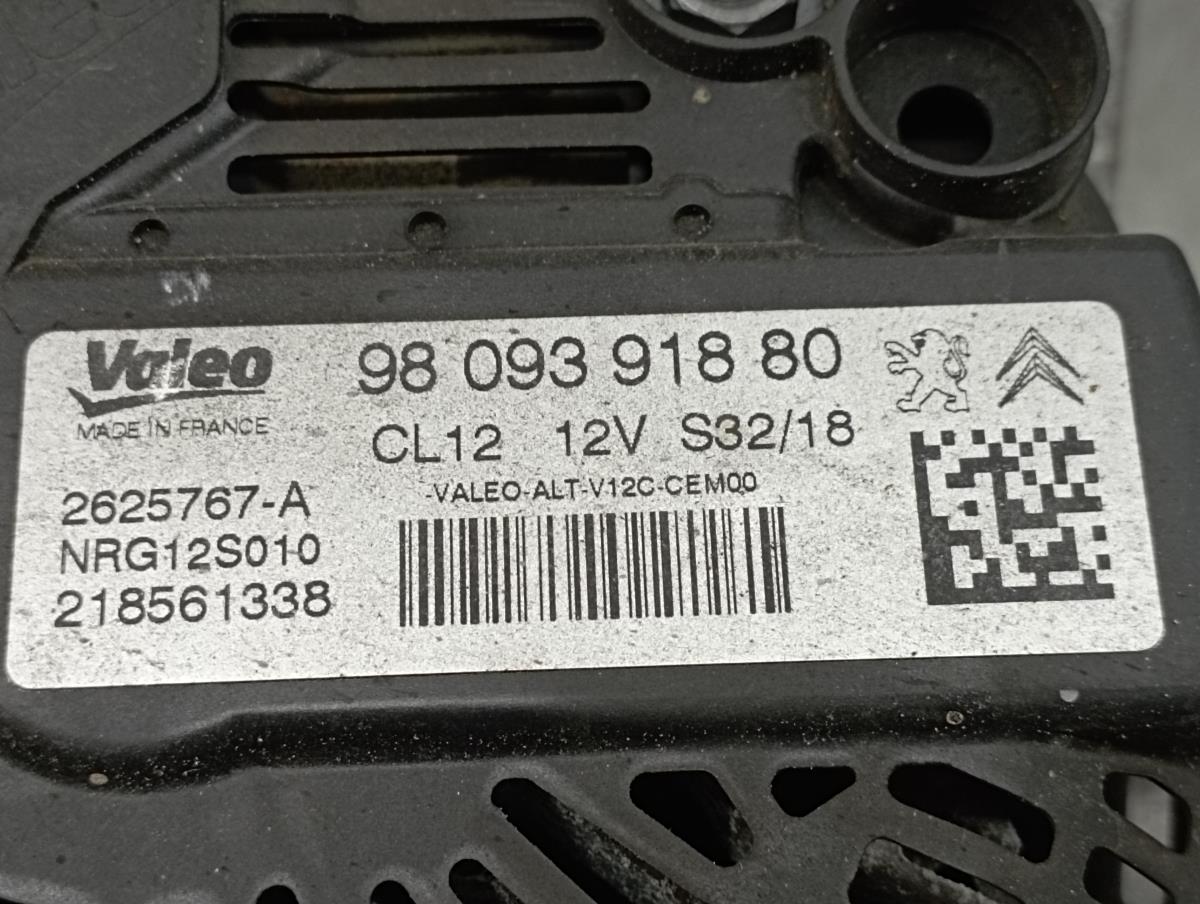 Valeo
MADE IN FRANCE
98 093 918 80
CL12 12V S32/18
-VALEO-ALT-V12C-CEM00
2625767-A
NRG12S010
218561338